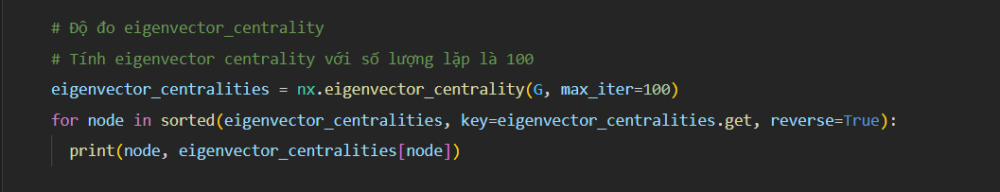 # Độ đo eigenvector_centrality
# Tính eigenvector centrality với số lượng lặp là 100
eigenvector_centralities = nx.eigenvector_centrality(G, max_iter=100)
for node in sorted(eigenvector_centralities, key=eigenvector_centralities.get, reverse=True):
print(node, eigenvector_centralities[node])